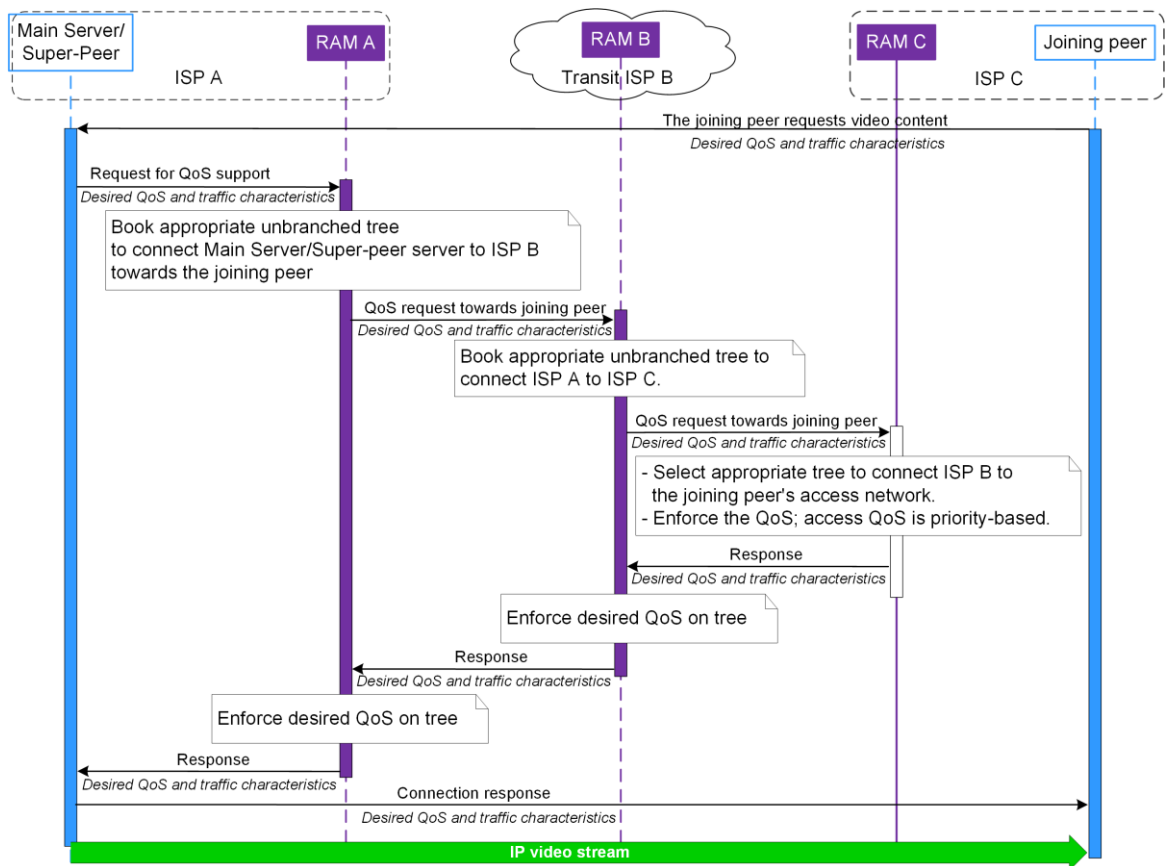 Main Server/
Super-Peer
RAM A
RAM B
RAM C
Joining peer
ISP A
Transit ISP B
ISP C
The joining peer requests video content
Desired QoS and traffic characteristics
Request for QoS support
Desired QoS and traffic characteristics
Book appropriate unbranched tree
to connect Main Server/Super-peer server to ISP B
towards the joining peer
QoS request towards joining peer
Desired QoS and traffic characteristics
Book appropriate unbranched tree to
connect ISP A to ISP C.
QoS request towards joining peer
Desired QoS and traffic characteristics
- Select appropriate tree to connect ISP B to
the joining peer's access network.
- Enforce the QoS; access QoS is priority-based.
Response
Desired QoS and traffic characteristics
Enforce desired QoS on tree
Response
Desired QoS and traffic characteristics
Enforce desired QoS on tree
Response
Desired QoS and traffic characteristics
Connection response
Desired QoS and traffic characteristics
IP video stream